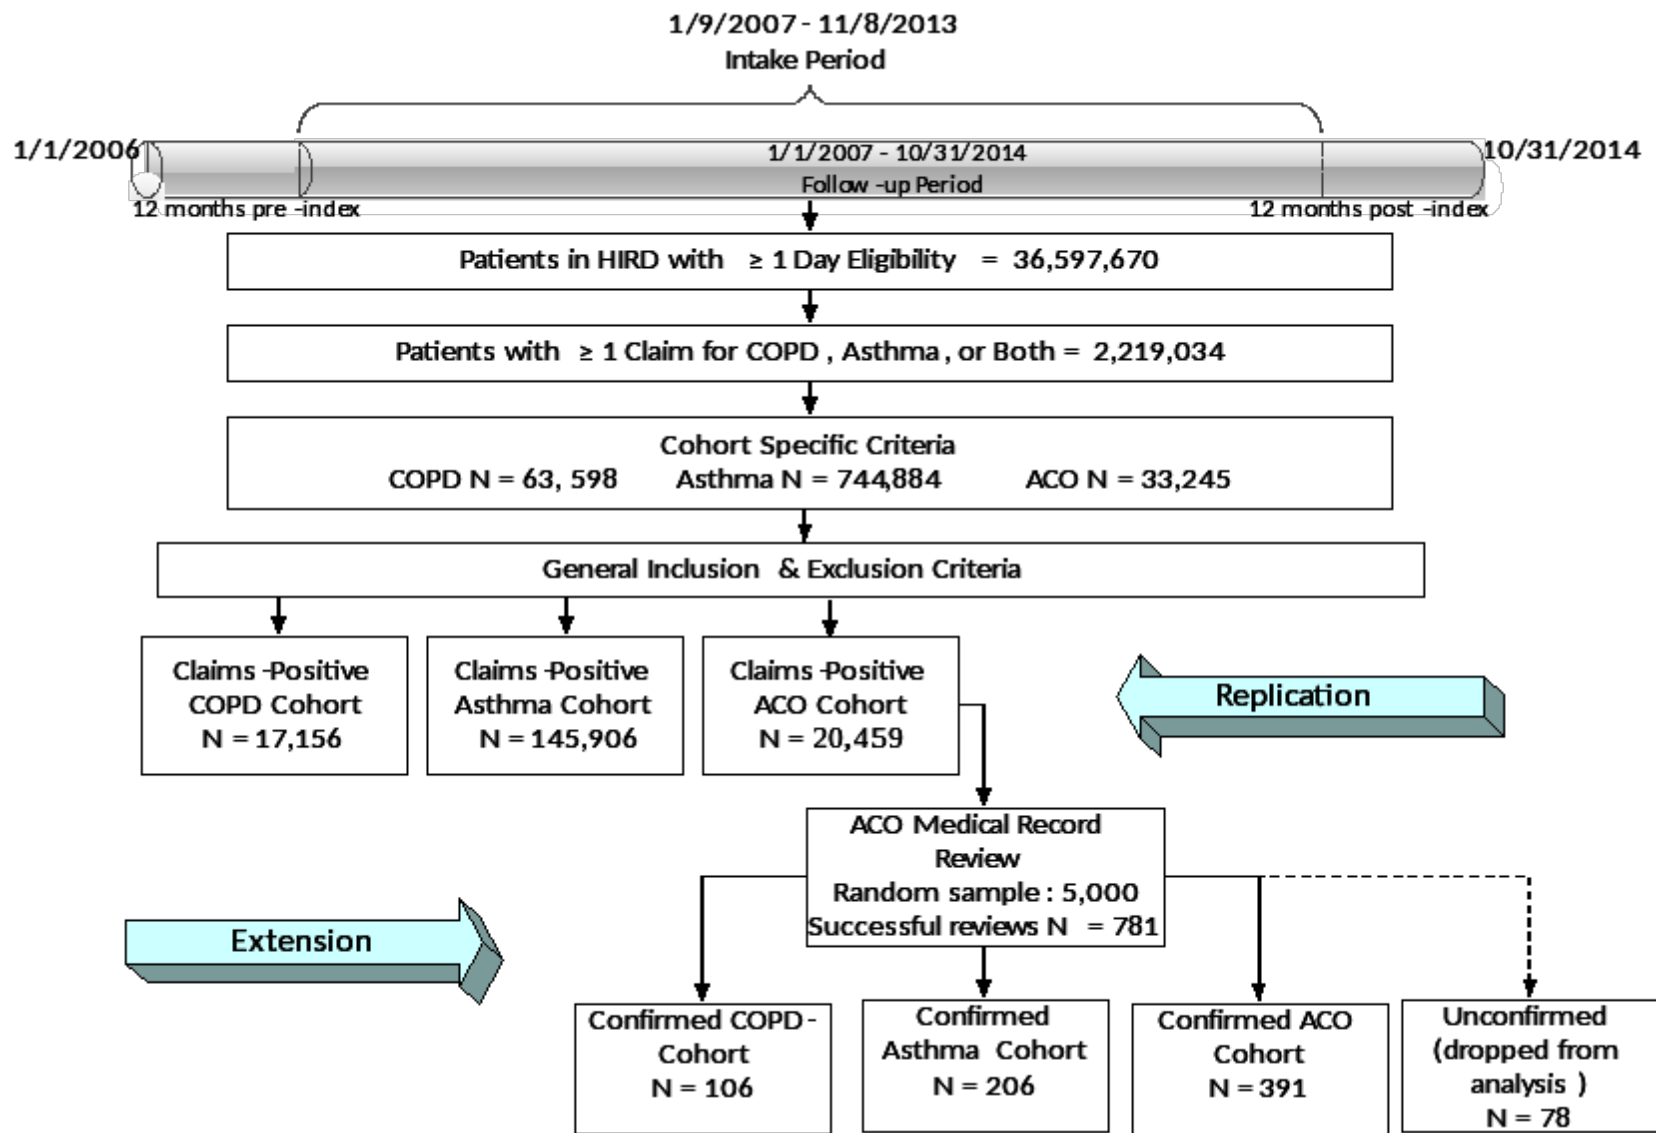 1/9/2007 - 11/8/2013
Intake Period
1/1/2006
1/1/2007 - 10/31/2014
10/31/2014
Follow -up Period
12 months pre -index
12 months post -index
Patients in HIRD with ≥ 1 Day Eligibility = 36,597,670
Patients with ≥ 1 Claim for COPD , Asthma , or Both = 2,219,034
Cohort Specific Criteria
COPD N = 63, 598 Asthma N = 744,884 ACO N = 33,245
General Inclusion & Exclusion Criteria
Claims -Positive
COPD Cohort
N = 17,156
Claims -Positive
Asthma Cohort
N = 145,906
Claims -Positive
ACO Cohort
N = 20,459
Replication
ACO Medical Record
Review
Random sample : 5,000
Successful reviews N = 781
Extension
Confirmed COPD -
Cohort
N = 106
Confirmed
Asthma Cohort
N = 206
Confirmed ACO
Cohort
N = 391
Unconfirmed
(dropped from
analysis )
N = 78